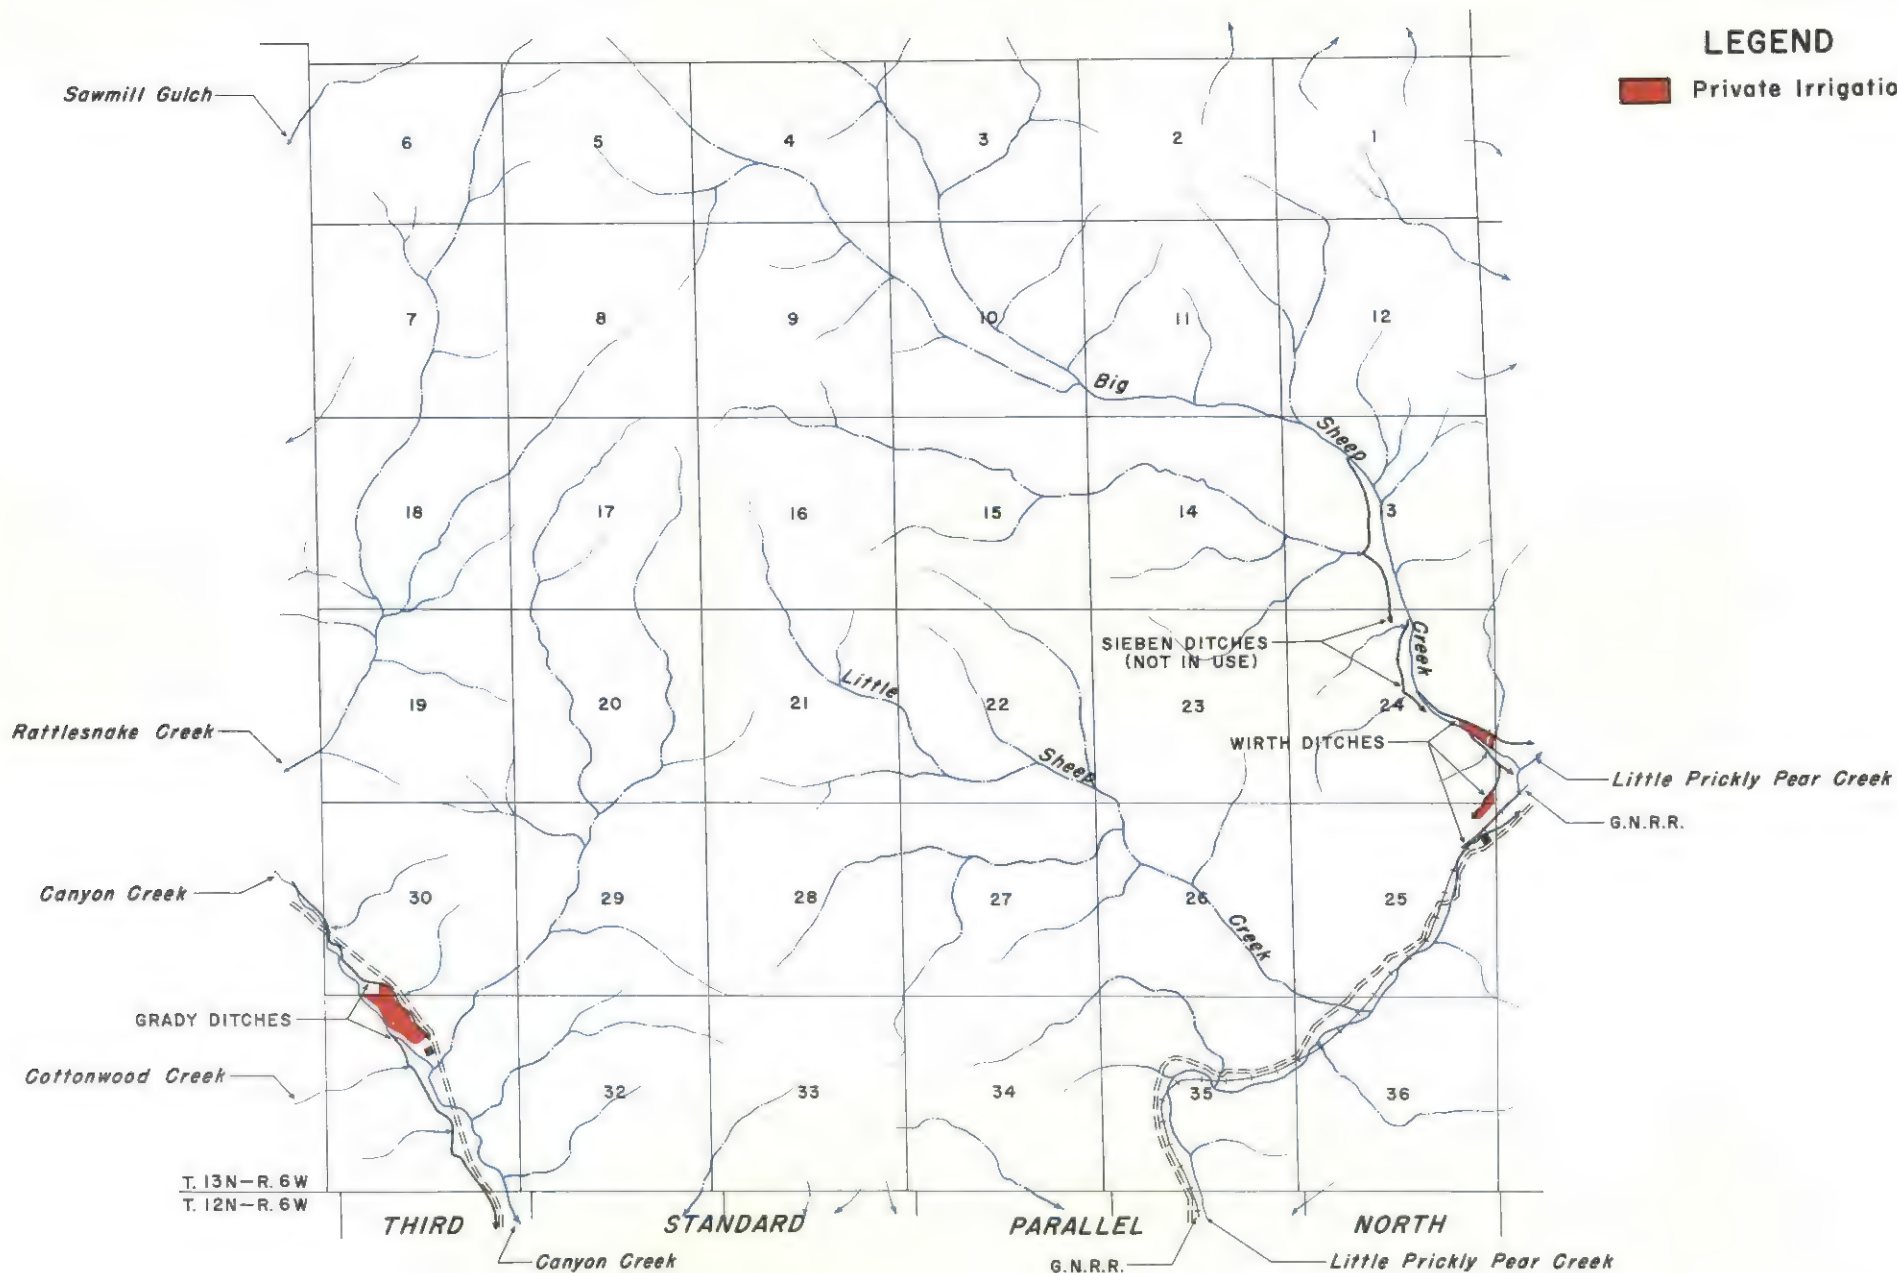 LEGEND
Private Irrigatio
Sawmill Gulch
6
5
4
3
2
1
7
8
9
10
11
12
Big
Sheep
18
17
16
15
14
3
SIEBEN DITCHES
(NOT IN USE)
Creek
Little
19
20
21
22
23
24
Rattlesnake Creek
WIRTH DITCHES
Sheep
Little Prickly Pear Creek
G.N.R.R.
Canyon Creek
30
29
28
27
26
25
Creek
GRADY DITCHES
Cottonwood Creek
32
33
34
35
36
T. 13N–R. 6W
T. 12N–R. 6W
THIRD STANDARD PARALLEL NORTH
Canyon Creek
G.N.R.R.
Little Prickly Pear Creek